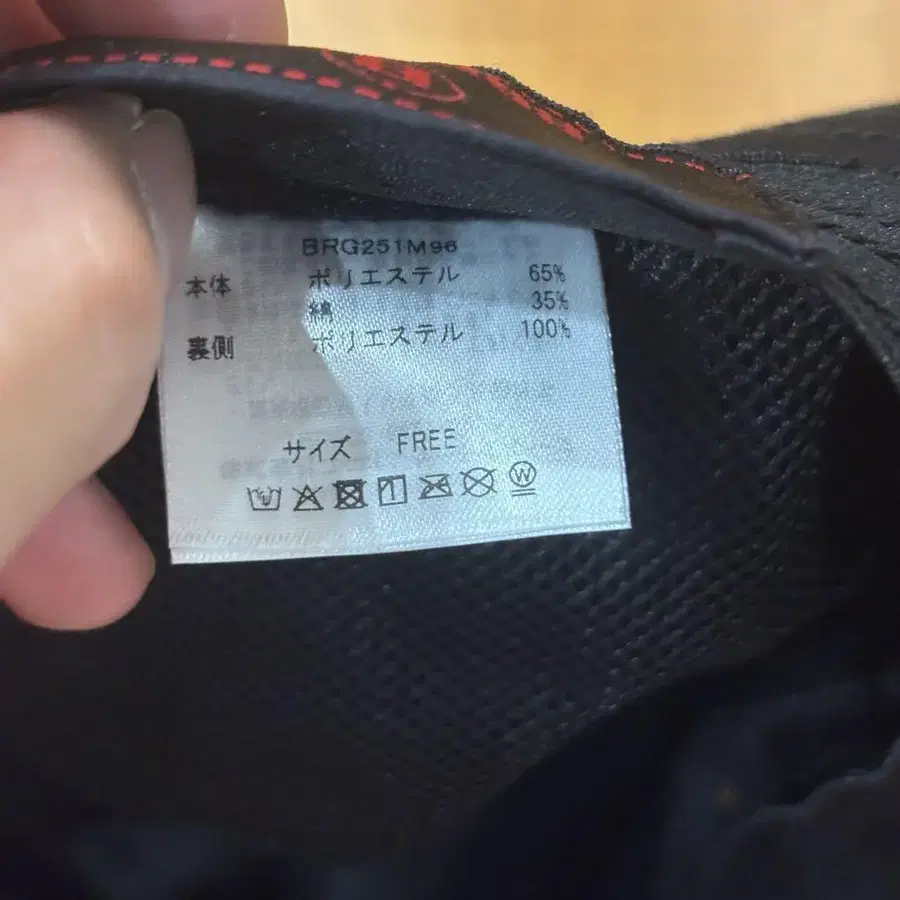 BRG251M96
本体 ポリエステル 65%
綿 35%
裏側 ポリエステル 100%
サイズ FREE
W